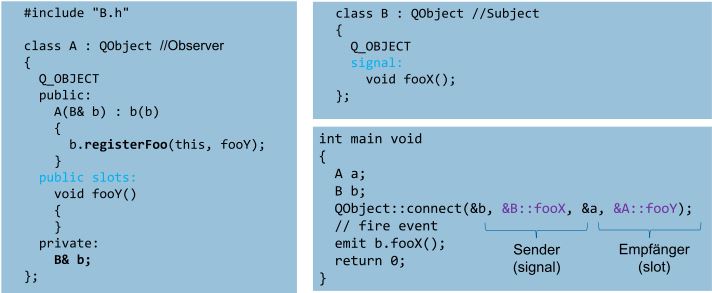 #include "B.h"
class A : QObject //Observer
{
Q_OBJECT
public:
A(B& b) : b(b)
{
b.registerFoo(this, fooY);
}
public slots:
void fooY()
{
}
private:
B& b;
};
class B : QObject //Subject
{
Q_OBJECT
signal:
void fooX();
};
int main void
{
A a;
B b;
QObject::connect(&b, &B::fooX, &a, &A::fooY);
// fire event
emit b.fooX();
return 0;
}
Sender
(signal)
Empfänger
(slot)